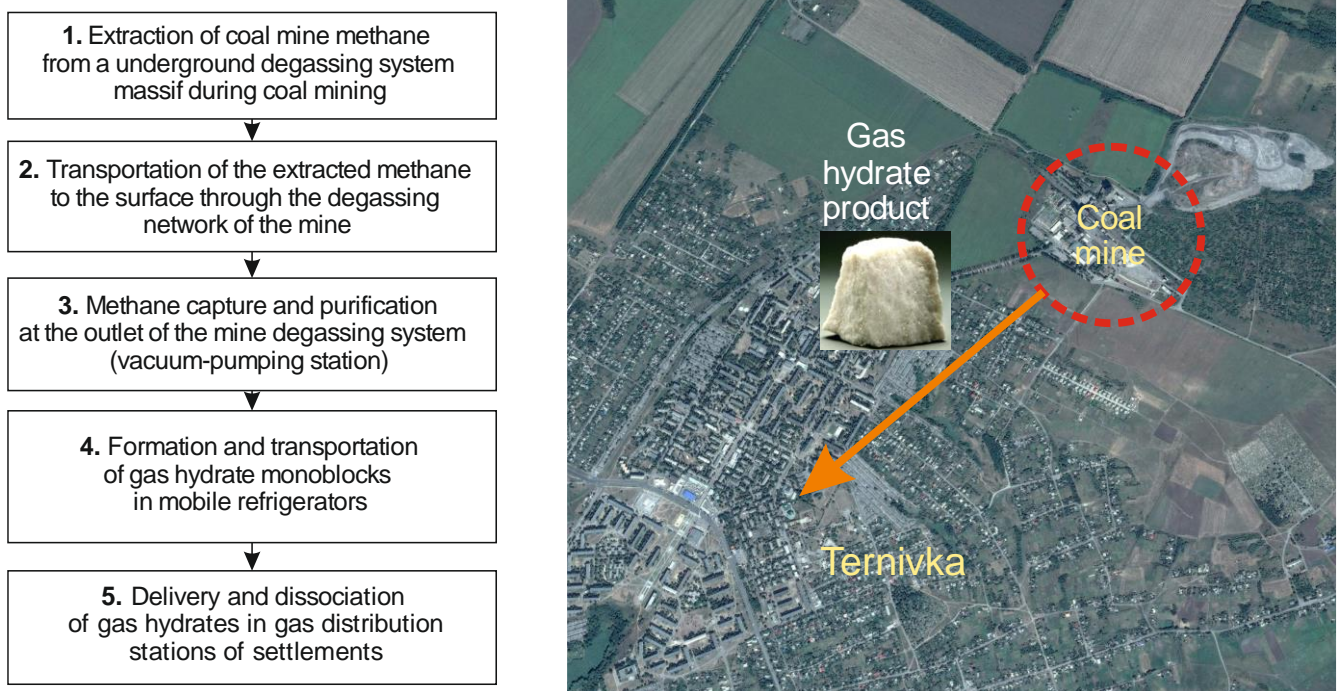 1. Extraction of coal mine methane
from a underground degassing system
massif during coal mining
2. Transportation of the extracted methane
to the surface through the degassing
network of the mine
3. Methane capture and purification
at the outlet of the mine degassing system
(vacuum-pumping station)
4. Formation and transportation
of gas hydrate monoblocks
in mobile refrigerators
5. Delivery and dissociation
of gas hydrates in gas distribution
stations of settlements
Gas
hydrate
product
Coal
mine
Ternivka